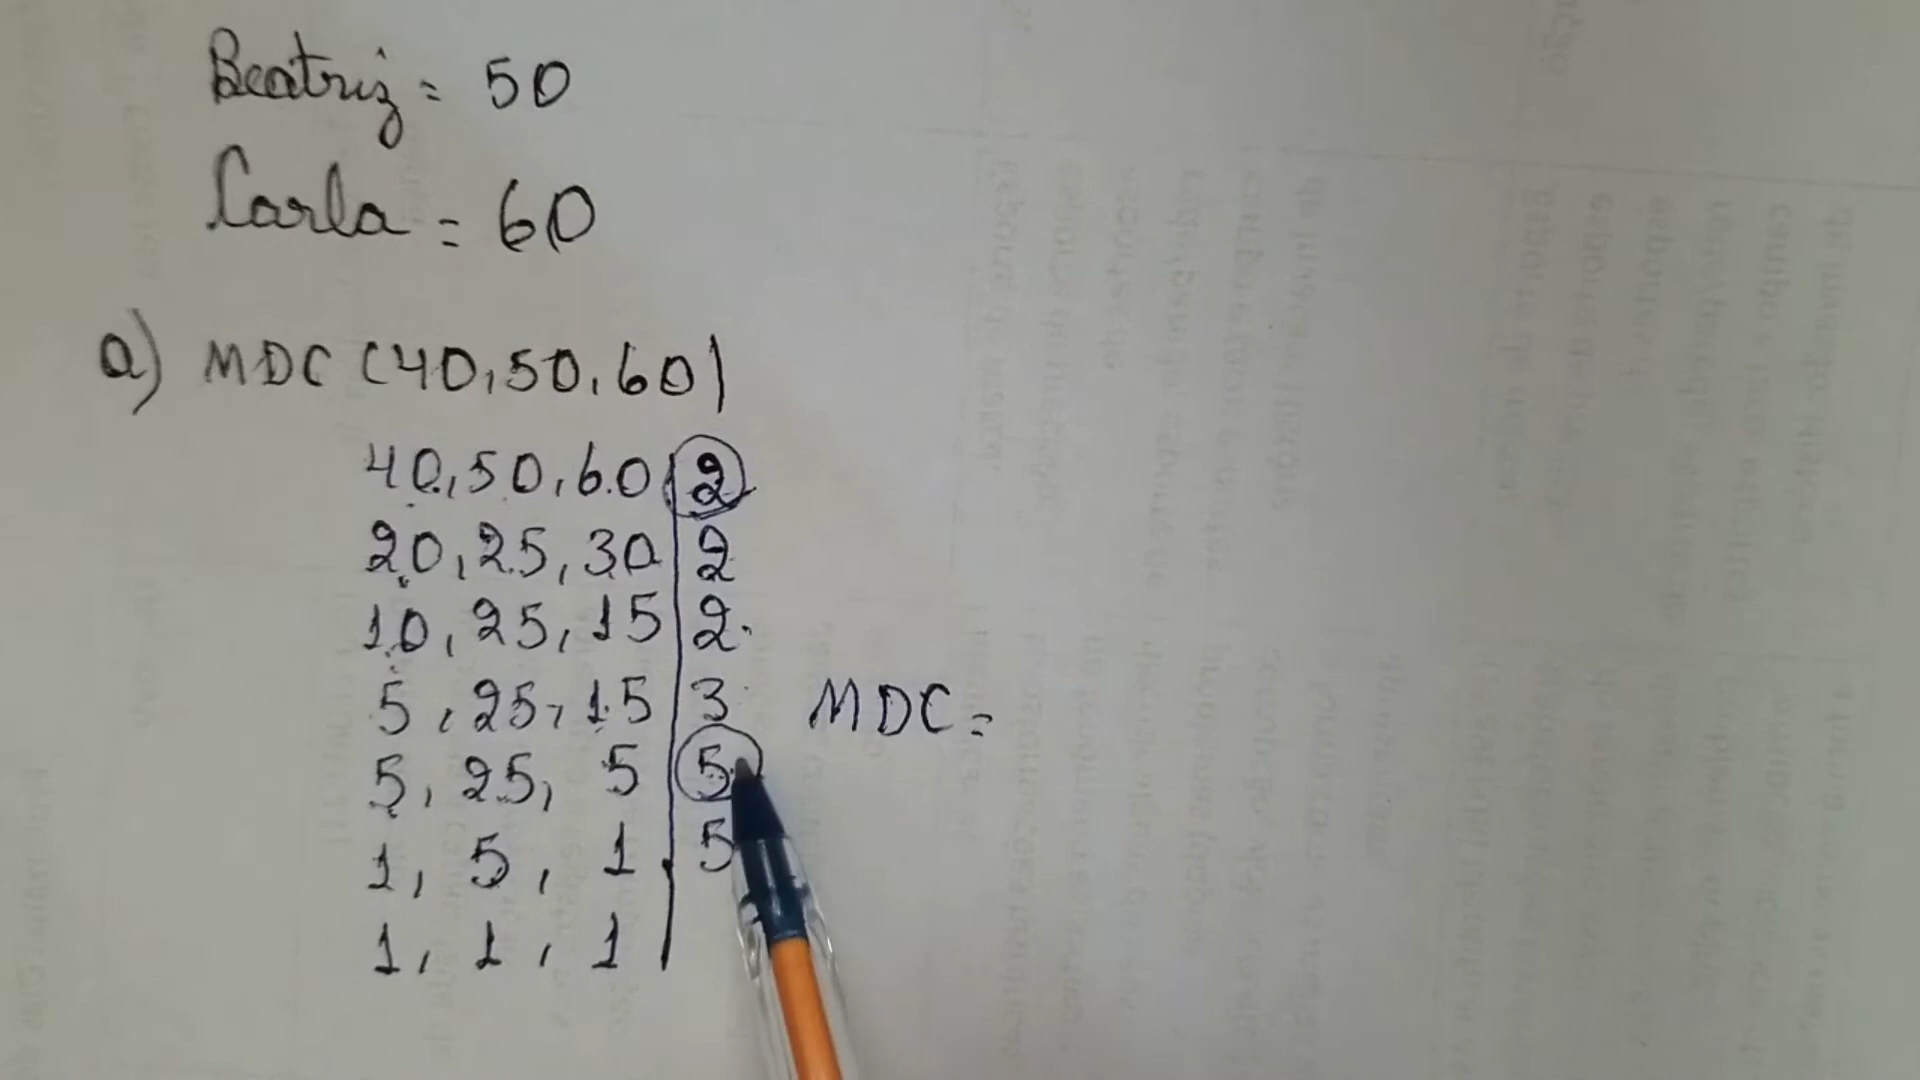 Beatriz = 50
Carla = 60
a) MDC (40, 50, 60)
40, 50, 60 | 2
20, 25, 30 | 2
10, 25, 15 | 2
5, 25, 15 | 3
MDC =
5, 25, 5 | 5
1, 5, 1 | 5
1, 1, 1 |